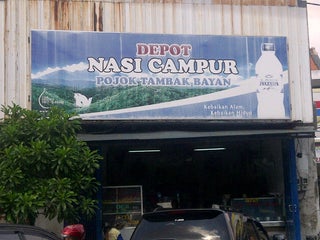 DEPOT
NASI CAMPUR
POJOK TAMBAK BAYAN
Kebaikan Alam,
Kebaikan Hidup